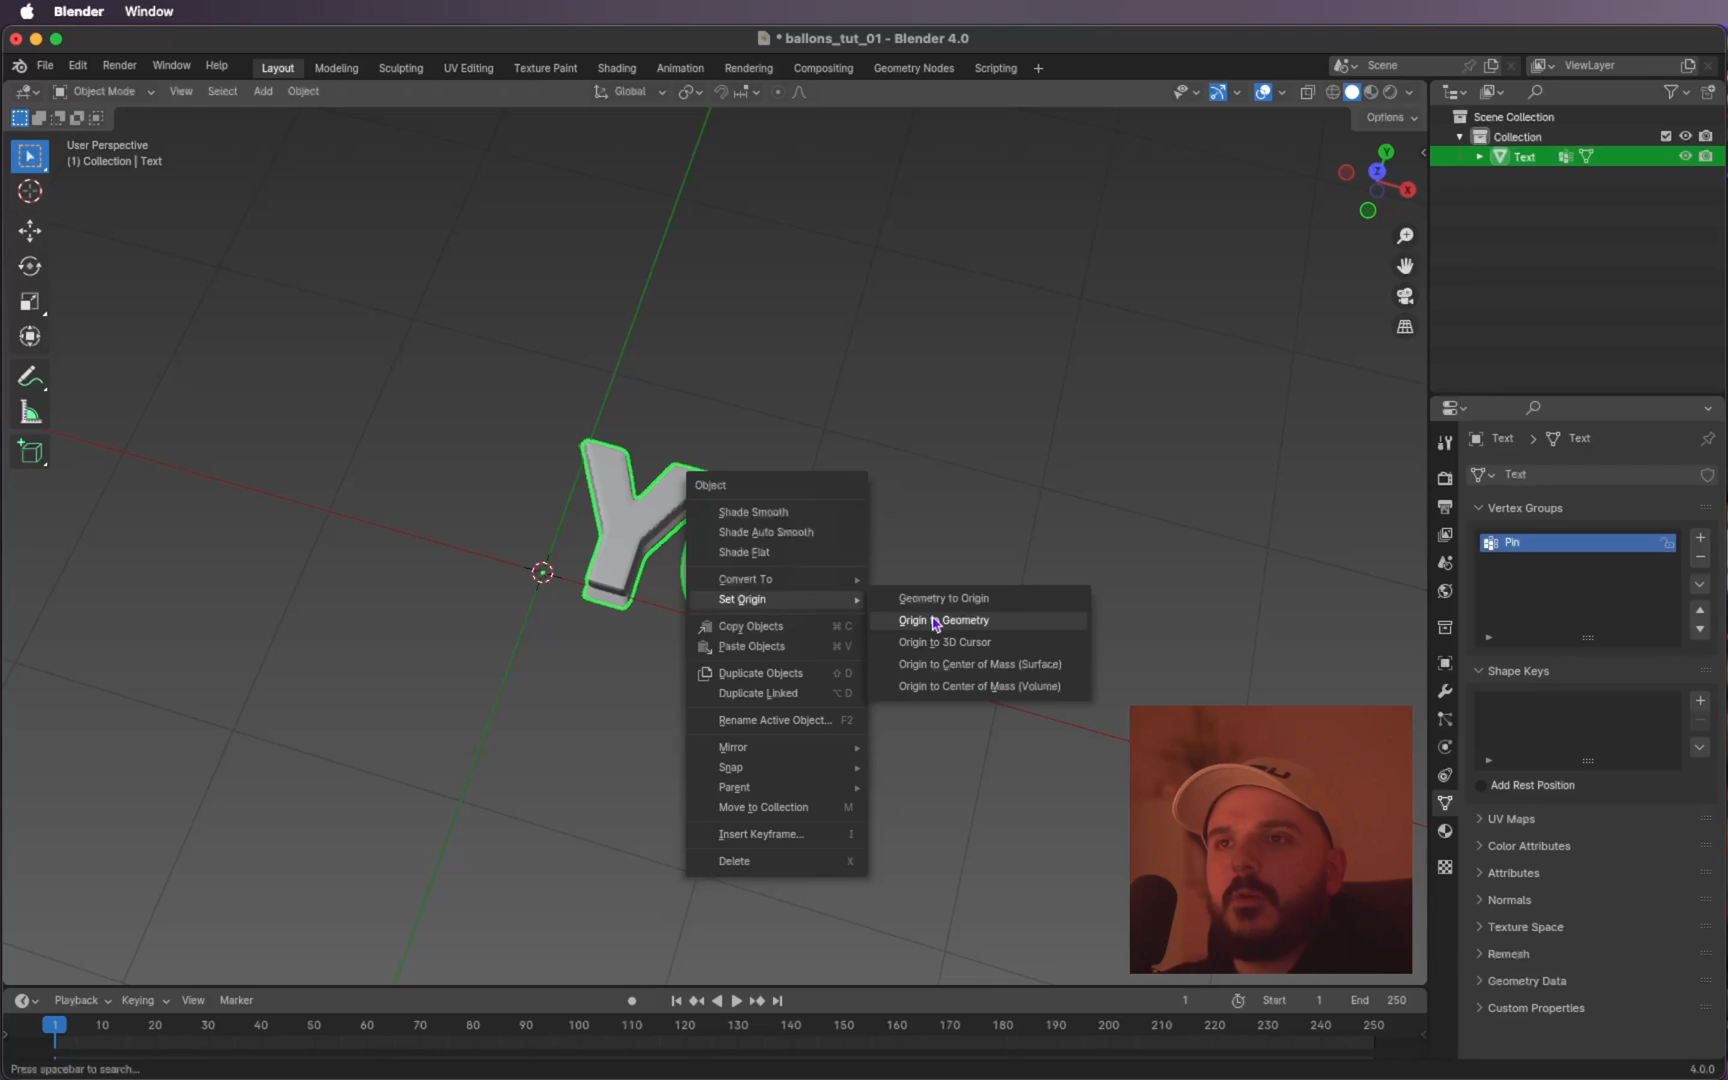 Blender Window
* ballons_tut_01 - Blender 4.0
File Edit Render Window Help
Layout Modeling Sculpting UV Editing Texture Paint Shading Animation Rendering Compositing Geometry Nodes Scripting +
Scene
ViewLayer
Object Mode View Select Add Object
Global
Options
User Perspective
(1) Collection | Text
Y
Z
X
Scene Collection
Collection
Text
Y
Object
Shade Smooth
Shade Auto Smooth
Shade Flat
Convert To
Set Origin
Copy Objects ⌘ C
Paste Objects ⌘ V
Duplicate Objects ⇧ D
Duplicate Linked ⌥ D
Rename Active Object... F2
Mirror
Snap
Parent
Move to Collection M
Insert Keyframe... I
Delete X
Geometry to Origin
Origin to Geometry
Origin to 3D Cursor
Origin to Center of Mass (Surface)
Origin to Center of Mass (Volume)
Text > Text
Text
Vertex Groups
Pin
Shape Keys
Add Rest Position
UV Maps
Color Attributes
Attributes
Normals
Texture Space
Remesh
Geometry Data
Custom Properties
Playback Keying View Marker
1 Start 1 End 250
1 10 20 30 40 50 60 70 80 90 100 110 120 130 140 150 160 170 180 190 200 210 220 230 240 250
Press spacebar to search...
4.0.0